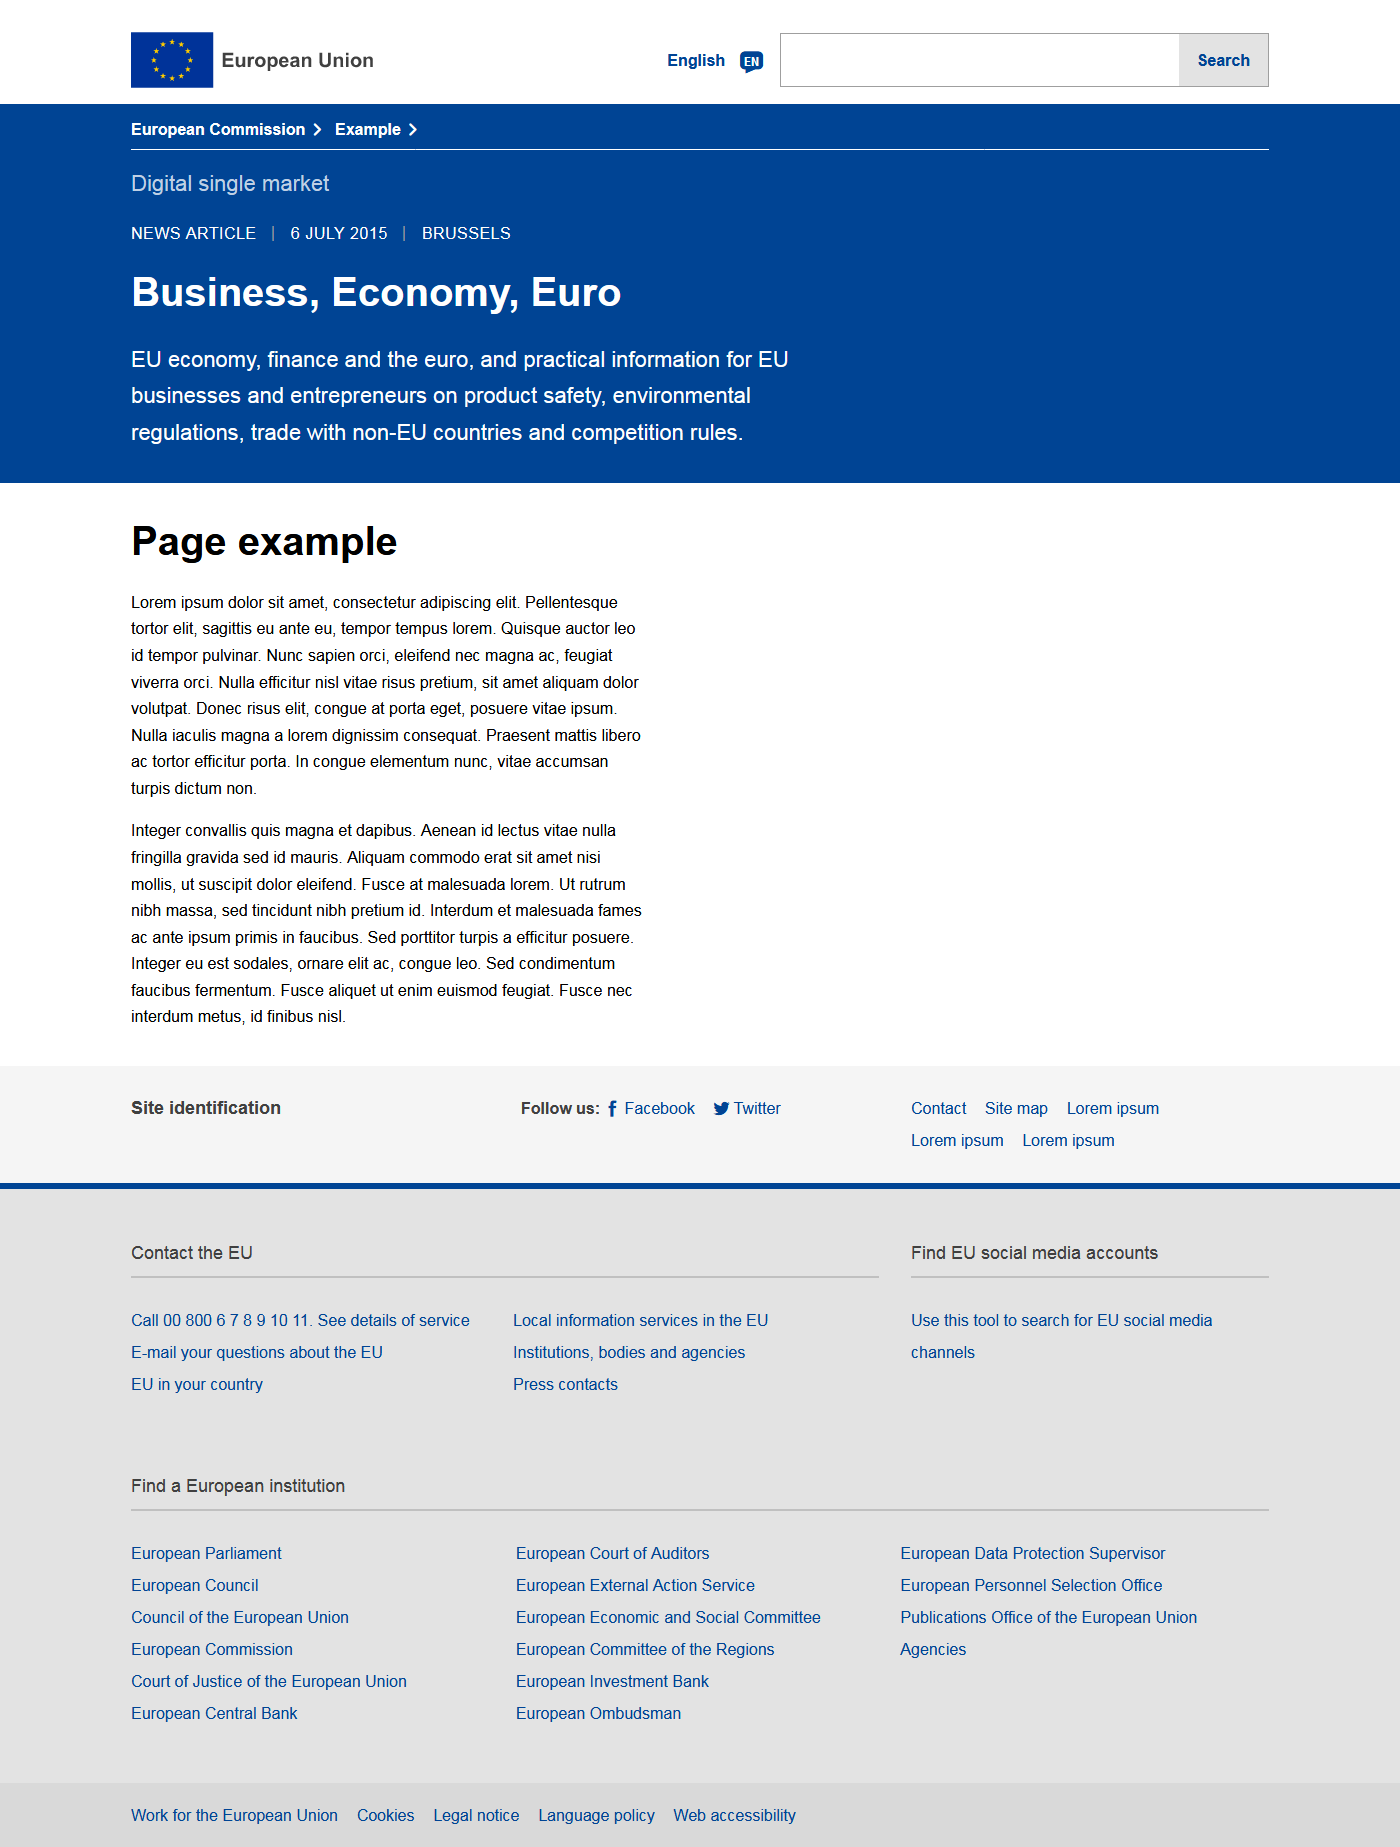 European Union
English EN Search
European Commission Example
Digital single market
NEWS ARTICLE | 6 JULY 2015 | BRUSSELS
Business, Economy, Euro
EU economy, finance and the euro, and practical information for EU
businesses and entrepreneurs on product safety, environmental
regulations, trade with non-EU countries and competition rules.
Page example
Lorem ipsum dolor sit amet, consectetur adipiscing elit. Pellentesque
tortor elit, sagittis eu ante eu, tempor tempus lorem. Quisque auctor leo
id tempor pulvinar. Nunc sapien orci, eleifend nec magna ac, feugiat
viverra orci. Nulla efficitur nisl vitae risus pretium, sit amet aliquam dolor
volutpat. Donec risus elit, congue at porta eget, posuere vitae ipsum.
Nulla iaculis magna a lorem dignissim consequat. Praesent mattis libero
ac tortor efficitur porta. In congue elementum nunc, vitae accumsan
turpis dictum non.
Integer convallis quis magna et dapibus. Aenean id lectus vitae nulla
fringilla gravida sed id mauris. Aliquam commodo erat sit amet nisi
mollis, ut suscipit dolor eleifend. Fusce at malesuada lorem. Ut rutrum
nibh massa, sed tincidunt nibh pretium id. Interdum et malesuada fames
ac ante ipsum primis in faucibus. Sed porttitor turpis a efficitur posuere.
Integer eu est sodales, ornare elit ac, congue leo. Sed condimentum
faucibus fermentum. Fusce aliquet ut enim euismod feugiat. Fusce nec
interdum metus, id finibus nisl.
Site identification
Follow us: Facebook Twitter
Contact Site map Lorem ipsum
Lorem ipsum Lorem ipsum
Contact the EU
Call 00 800 6 7 8 9 10 11. See details of service
E-mail your questions about the EU
EU in your country
Local information services in the EU
Institutions, bodies and agencies
Press contacts
Find EU social media accounts
Use this tool to search for EU social media
channels
Find a European institution
European Parliament
European Council
Council of the European Union
European Commission
Court of Justice of the European Union
European Central Bank
European Court of Auditors
European External Action Service
European Economic and Social Committee
European Committee of the Regions
European Investment Bank
European Ombudsman
European Data Protection Supervisor
European Personnel Selection Office
Publications Office of the European Union
Agencies
Work for the European Union Cookies Legal notice Language policy Web accessibility